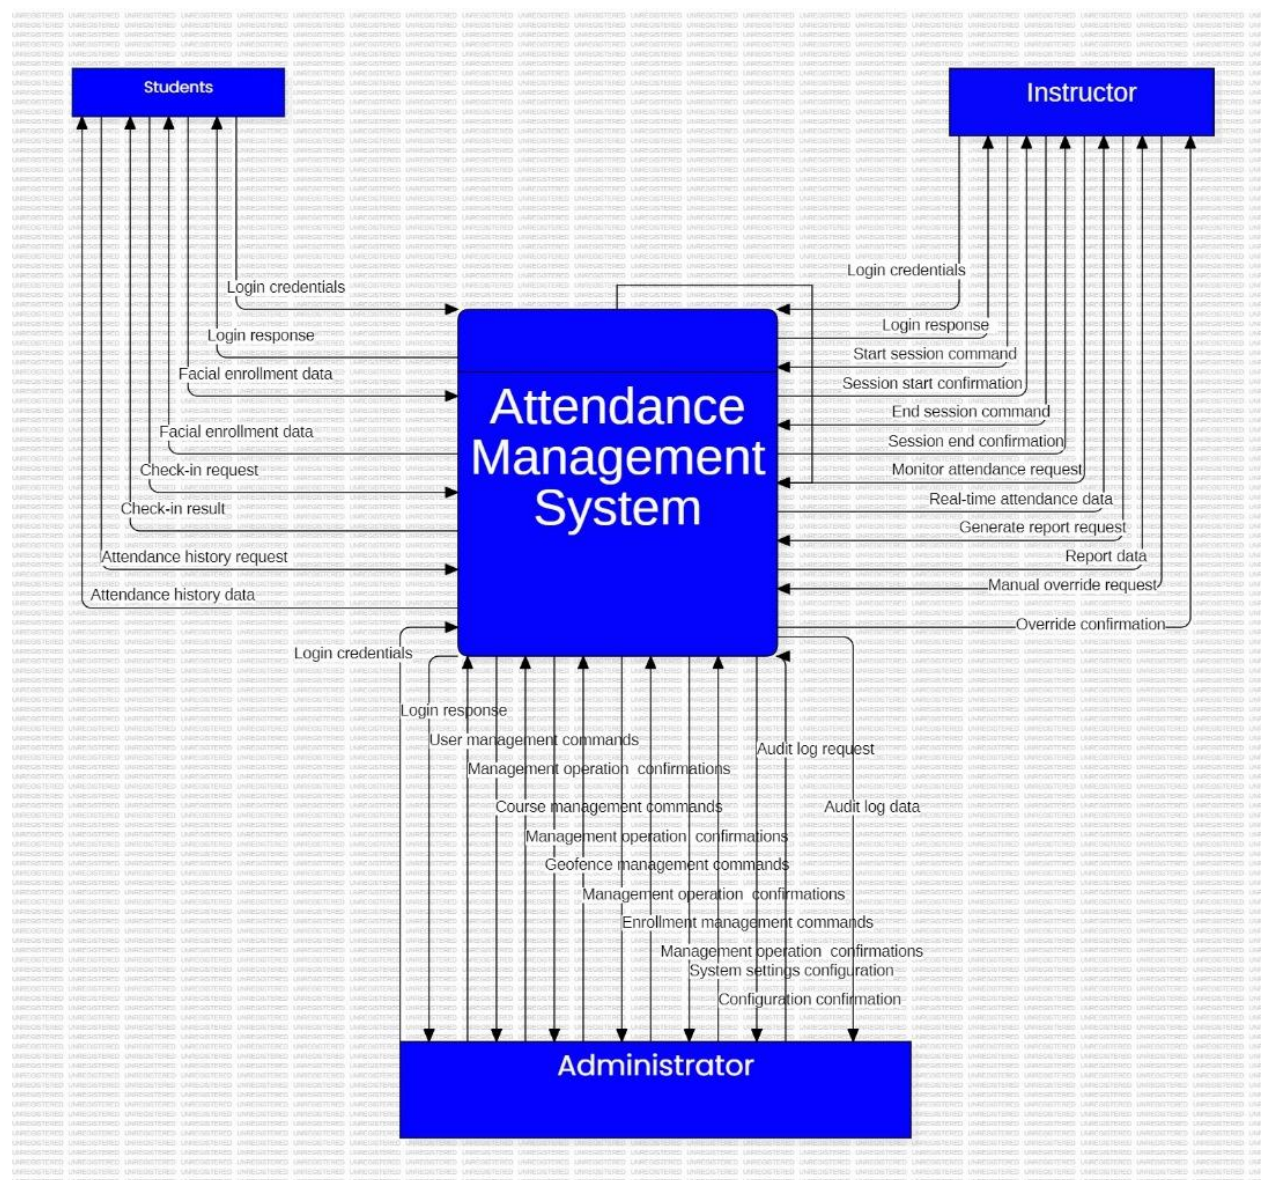 Students
Instructor
Login credentials
Login response
Facial enrollment data
Facial enrollment data
Check-in request
Check-in result
Attendance history request
Attendance history data
Attendance
Management
System
Login credentials
Login response
Start session command
Session start confirmation
End session command
Session end confirmation
Monitor attendance request
Real-time attendance data
Generate report request
Report data
Manual override request
Override confirmation
Login credentials
Login response
User management commands
Management operation confirmations
Course management commands
Management operation confirmations
Geofence management commands
Management operation confirmations
Enrollment management commands
Management operation confirmations
System settings configuration
Configuration confirmation
Audit log request
Audit log data
Administrator